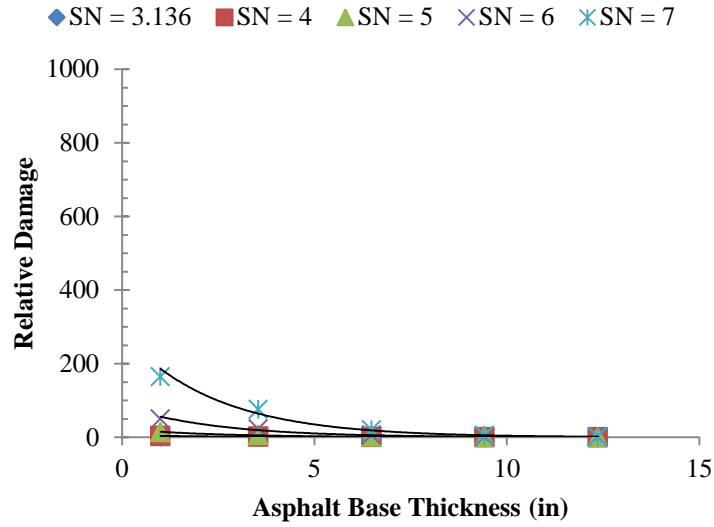 SN = 3.136 SN = 4 SN = 5 SN = 6 SN = 7
1000
800
600
400
200
0
Relative Damage
0 5 10 15
Asphalt Base Thickness (in)